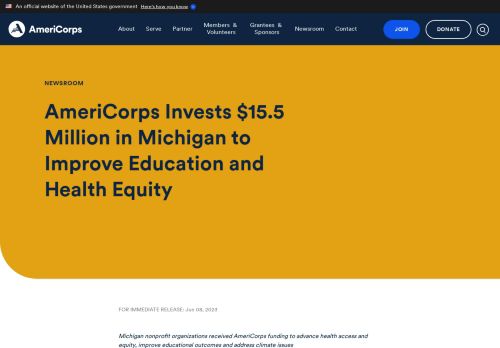 An official website of the United States government Here's how you know
AmeriCorps
About Serve Partner Members & Volunteers Grantees & Sponsors Newsroom Contact JOIN DONATE
NEWSROOM
AmeriCorps Invests $15.5
Million in Michigan to
Improve Education and
Health Equity
FOR IMMEDIATE RELEASE: Jun 08, 2023
Michigan nonprofit organizations received AmeriCorps funding to advance health access and
equity, improve educational outcomes and address climate issues